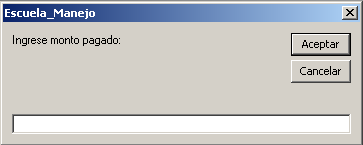 Escuela_Manejo
Ingrese monto pagado:
Aceptar
Cancelar